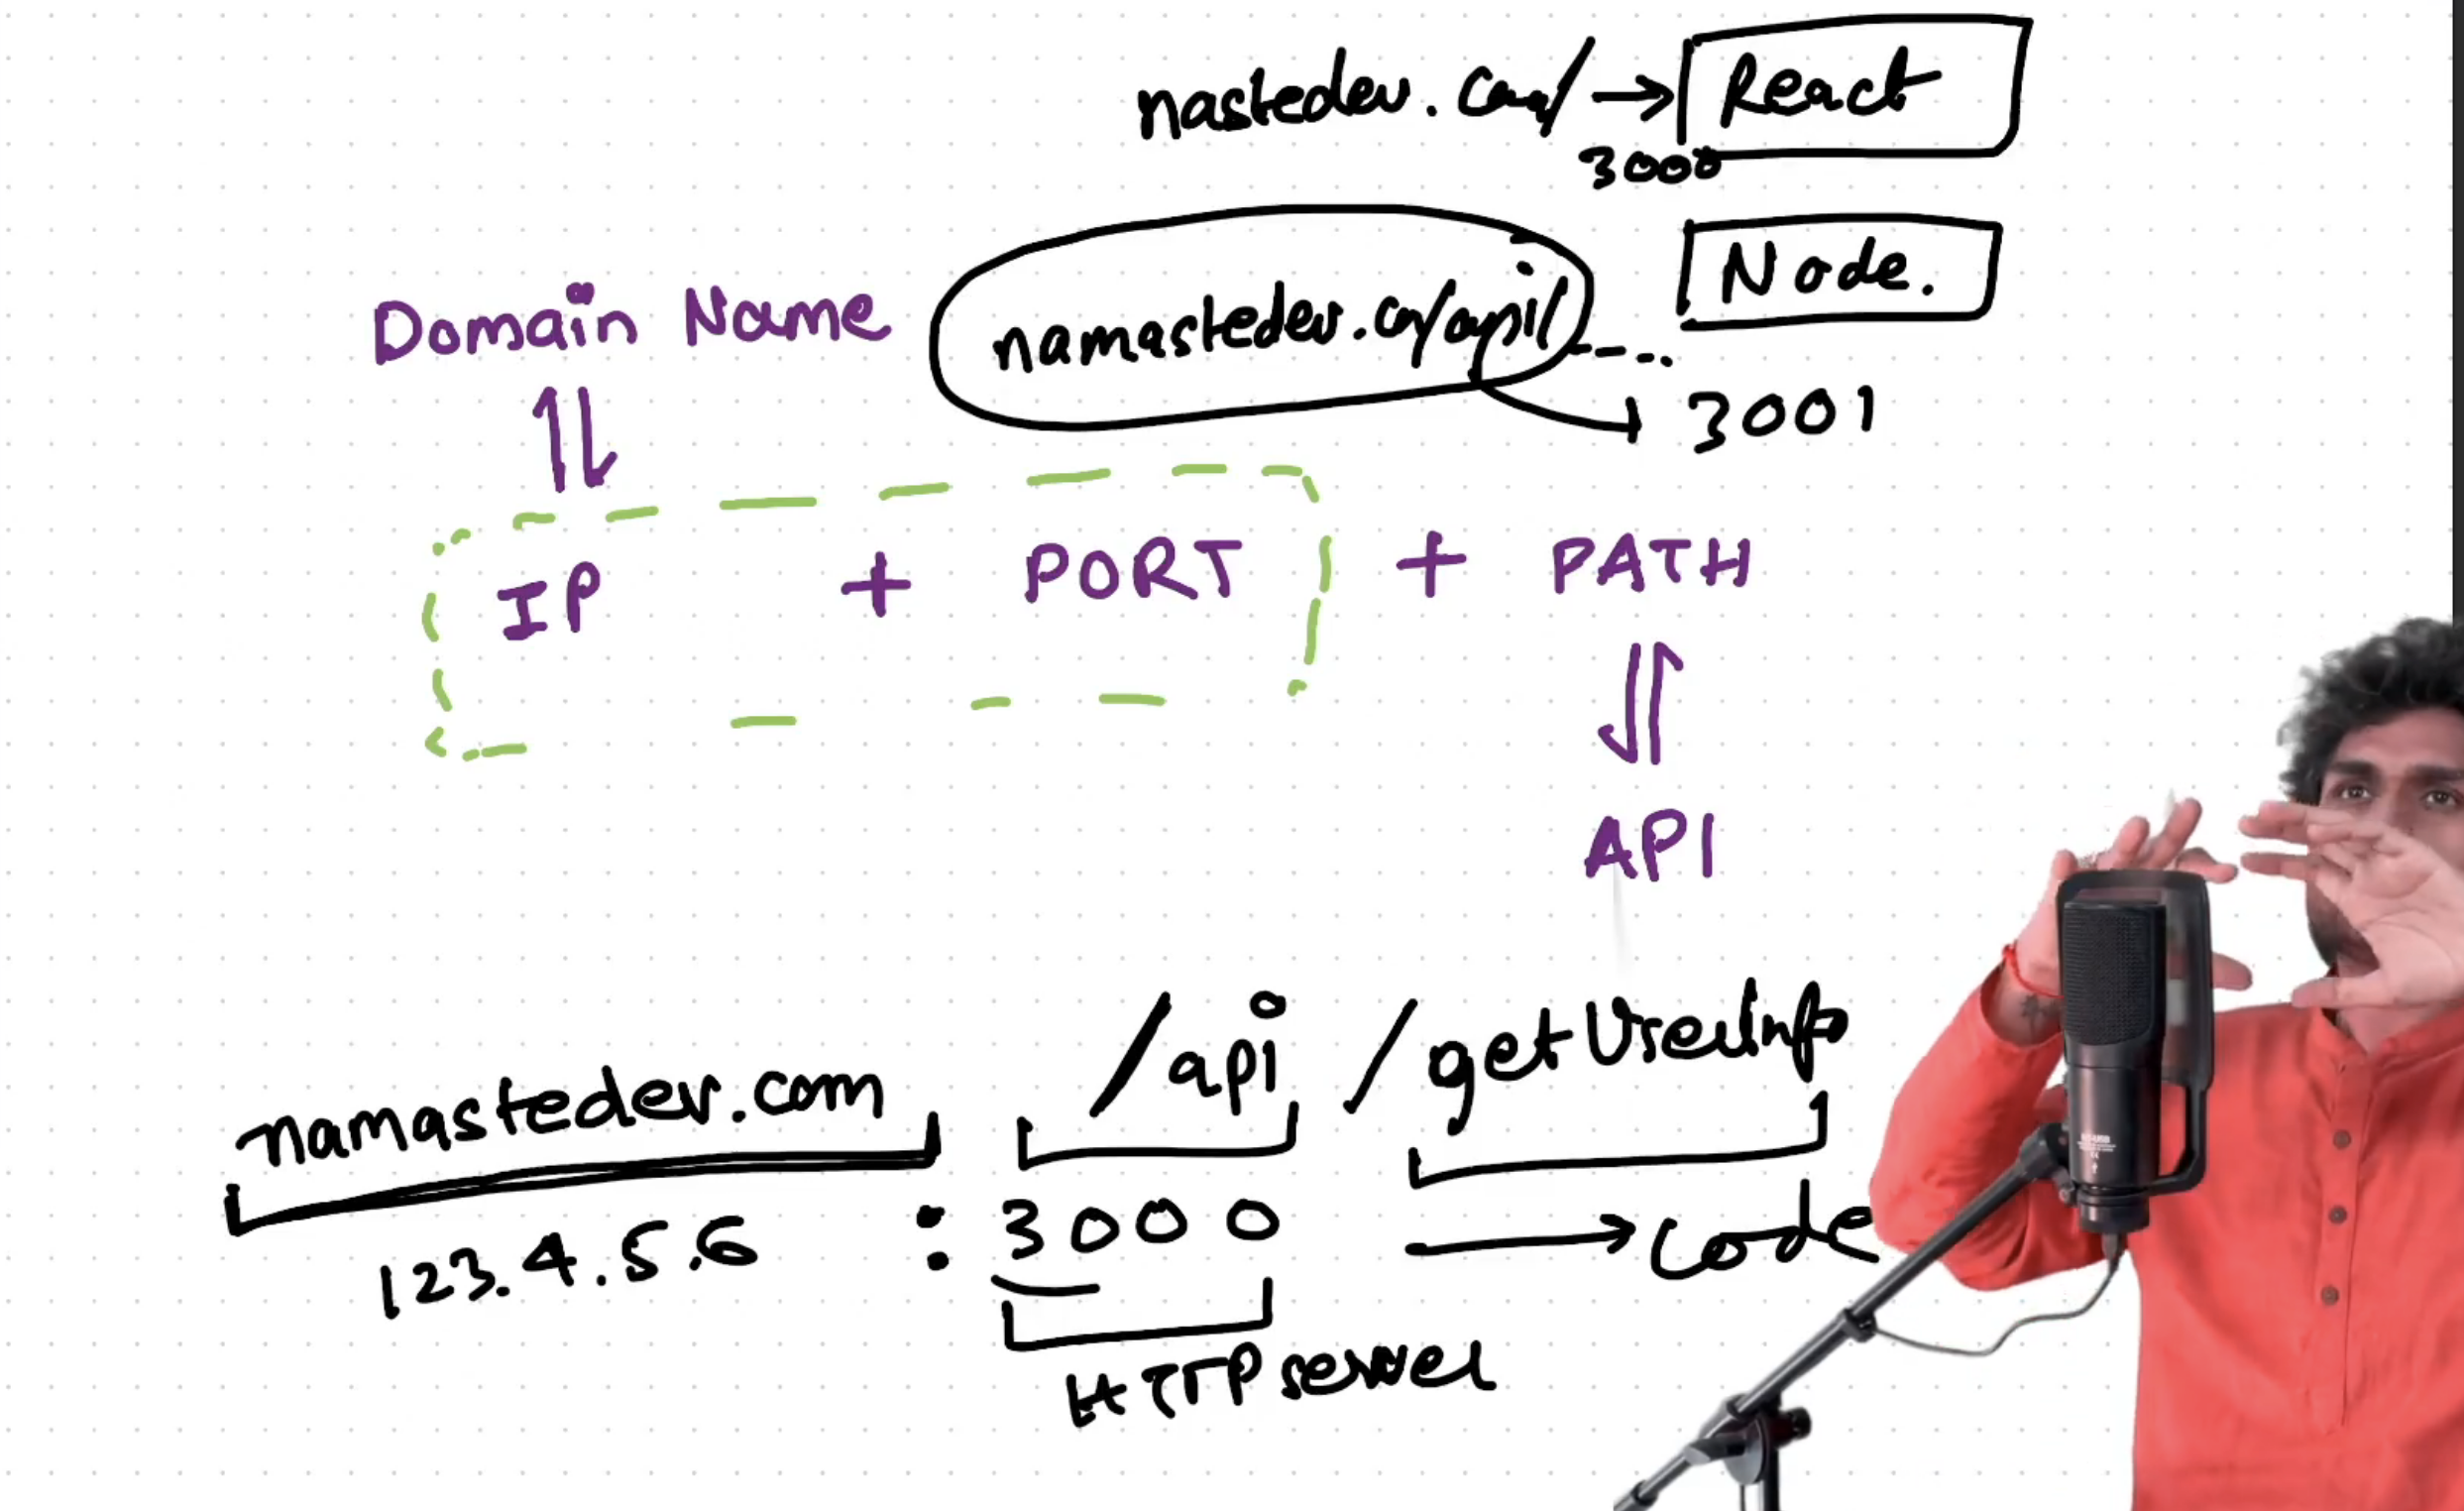 nastedev.com/ → React
3000
Node.
Domain Name
namastedev.co/api/ ----
3001
IP + PORT + PATH
API
namastedev.com /api /getUserInfo
123.4.5.6 : 3000 → code
HTTP server